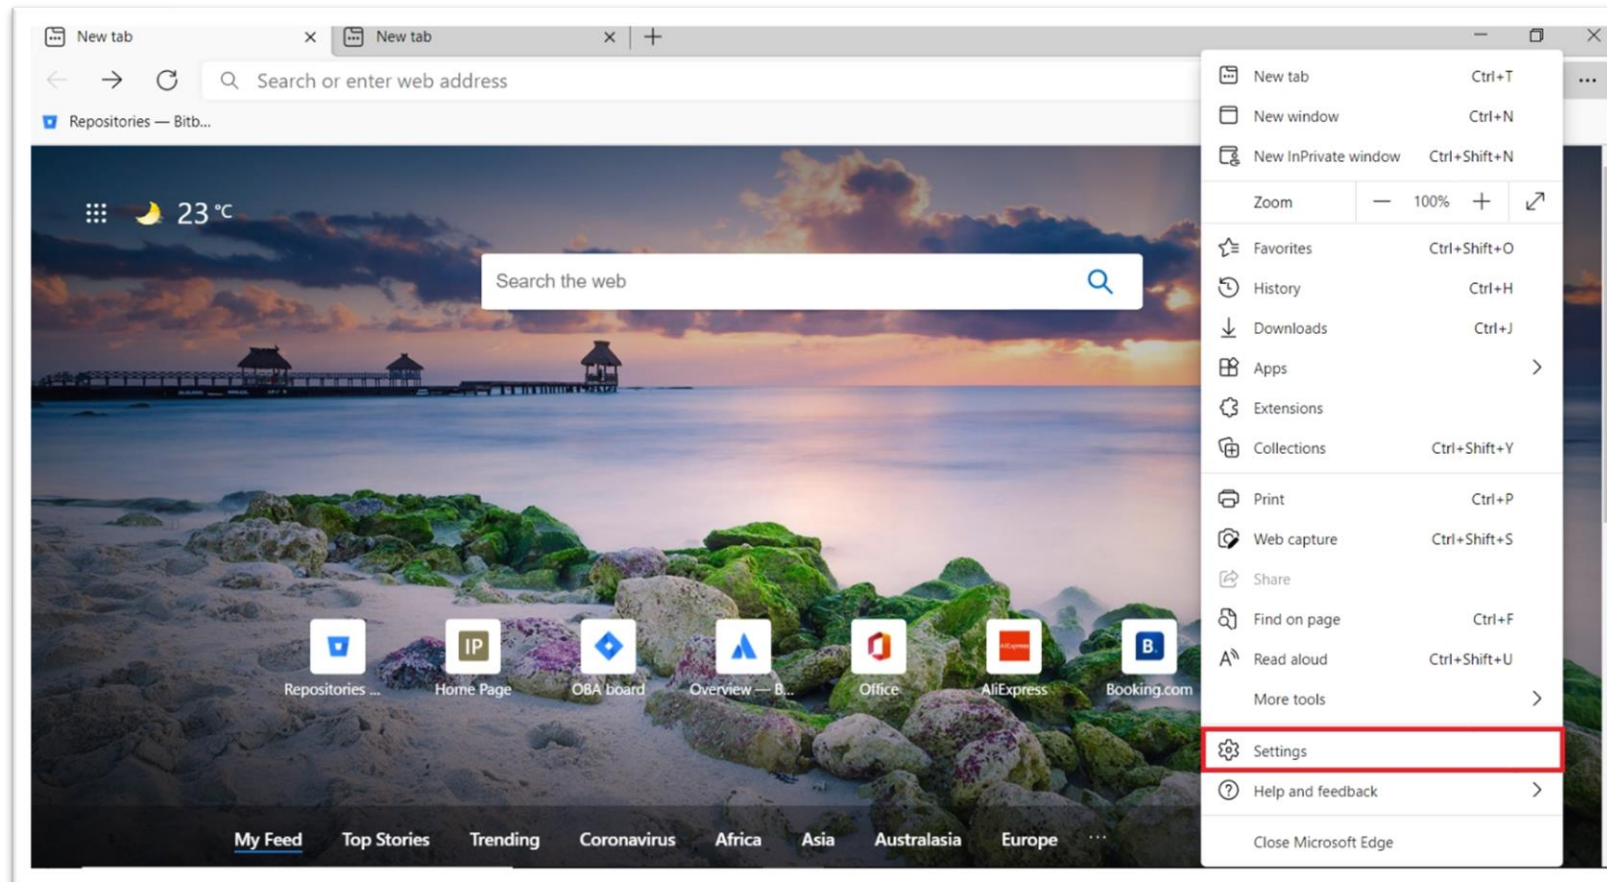 New tab
New tab
Search or enter web address
Repositories — Bitb...
23 °C
Search the web
IP
AliExpress
B.
Repositories ...
Home Page
OBA board
Overview — B...
Office
AliExpress
Booking.com
My Feed Top Stories Trending Coronavirus Africa Asia Australasia Europe ...
New tab Ctrl+T
New window Ctrl+N
New InPrivate window Ctrl+Shift+N
Zoom — 100% +
Favorites Ctrl+Shift+O
History Ctrl+H
Downloads Ctrl+J
Apps
Extensions
Collections Ctrl+Shift+Y
Print Ctrl+P
Web capture Ctrl+Shift+S
Share
Find on page Ctrl+F
Read aloud Ctrl+Shift+U
More tools
Settings
Help and feedback
Close Microsoft Edge